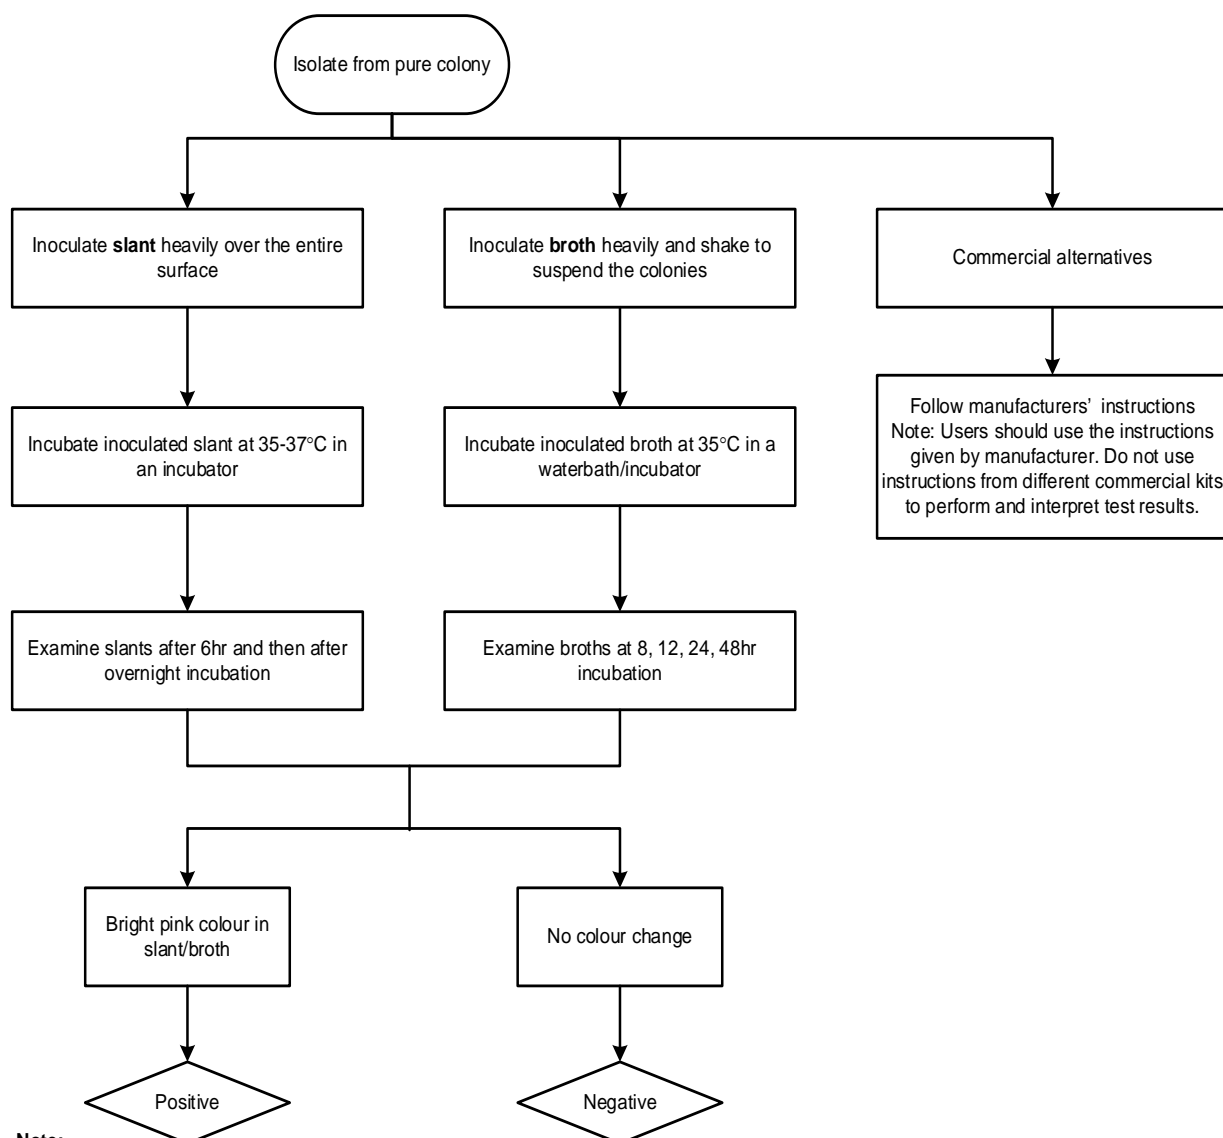 Isolate from pure colony
Inoculate slant heavily over the entire
surface
Inoculate broth heavily and shake to
suspend the colonies
Commercial alternatives
Incubate inoculated slant at 35-37°C in
an incubator
Incubate inoculated broth at 35°C in a
waterbath/incubator
Follow manufacturers’ instructions
Note: Users should use the instructions
given by manufacturer. Do not use
instructions from different commercial kits
to perform and interpret test results.
Examine slants after 6hr and then after
overnight incubation
Examine broths at 8, 12, 24, 48hr
incubation
Bright pink colour in
slant/broth
No colour change
Positive
Negative
Note: